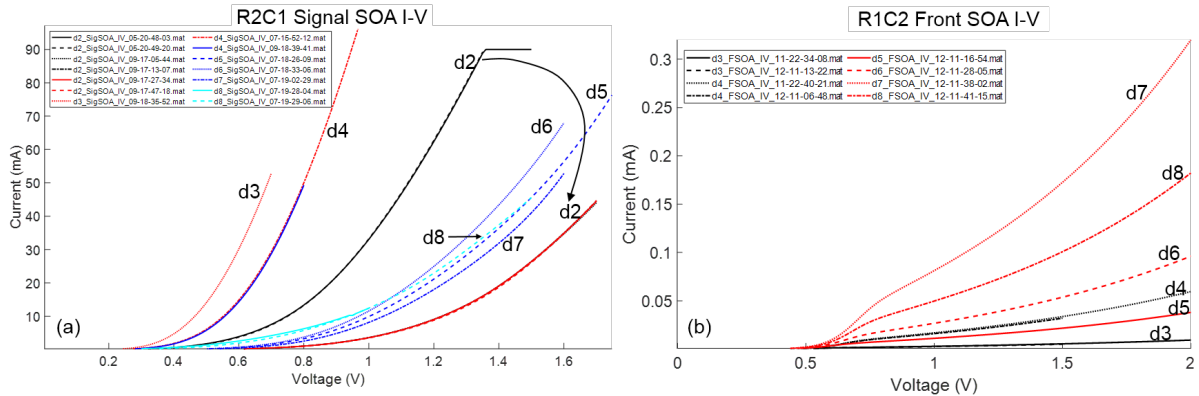 R2C1 Signal SOA I-V
d2_SigSOA_IV_05-20-48-03.mat
d2_SigSOA_IV_05-20-49-20.mat
d2_SigSOA_IV_09-17-05-44.mat
d2_SigSOA_IV_09-17-13-07.mat
d2_SigSOA_IV_09-17-27-34.mat
d2_SigSOA_IV_09-17-47-18.mat
d3_SigSOA_IV_09-18-35-52.mat
d4_SigSOA_IV_07-15-52-12.mat
d4_SigSOA_IV_09-18-39-41.mat
d5_SigSOA_IV_07-18-26-09.mat
d6_SigSOA_IV_07-18-33-06.mat
d7_SigSOA_IV_07-19-02-29.mat
d8_SigSOA_IV_07-19-28-04.mat
d8_SigSOA_IV_07-19-29-06.mat
Current (mA)
90
80
70
60
50
40
30
20
10
d3
d4
d2
d5
d6
d8
d7
d2
(a)
0 0.2 0.4 0.6 0.8 1 1.2 1.4 1.6
Voltage (V)
R1C2 Front SOA I-V
d3_FSOA_IV_11-22-34-08.mat
d3_FSOA_IV_12-11-13-22.mat
d4_FSOA_IV_11-22-40-21.mat
d4_FSOA_IV_12-11-06-48.mat
d5_FSOA_IV_12-11-16-54.mat
d6_FSOA_IV_12-11-28-05.mat
d7_FSOA_IV_12-11-38-02.mat
d8_FSOA_IV_12-11-41-15.mat
Current (mA)
0.3
0.25
0.2
0.15
0.1
0.05
d7
d8
d6
d4
d5
d3
(b)
0 0.5 1 1.5 2
Voltage (V)